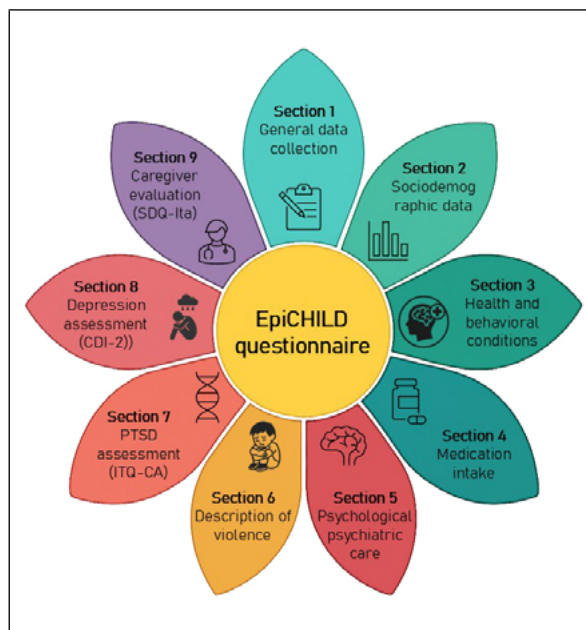 Section 1
General data
collection
Section 2
Sociodemog
raphic data
Section 3
Health and
behavioral
conditions
Section 4
Medication
intake
Section 5
Psychological
psychiatric
care
Section 6
Description of
violence
Section 7
PTSD
assessment
(ITQ-CA)
Section 8
Depression
assessment
(CDI-2))
Section 9
Caregiver
evaluation
(SDQ-Ita)
EpiCHILD
questionnaire